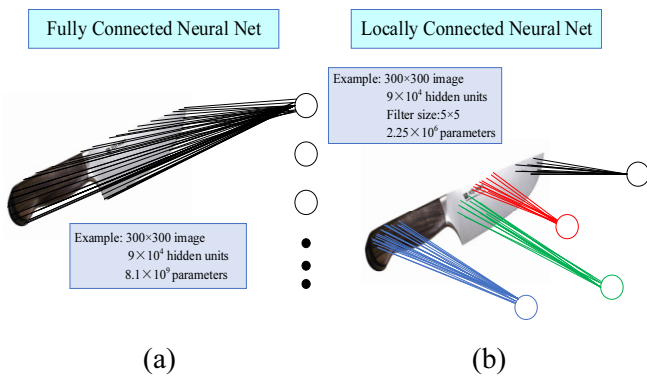 Fully Connected Neural Net
Locally Connected Neural Net
Example: 300×300 image
9×10⁴ hidden units
Filter size:5×5
2.25×10⁶ parameters
Example: 300×300 image
9×10⁴ hidden units
8.1×10⁹ parameters
(a)
(b)